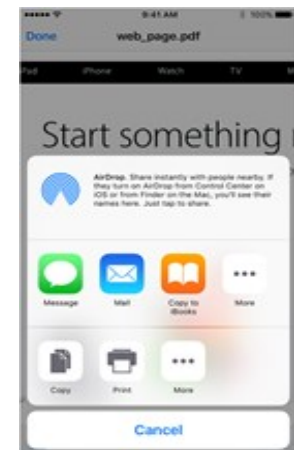 9:41 AM 100%
Done web_page.pdf
iPad iPhone Watch TV M
Start something
AirDrop. Share instantly with people nearby. If
they turn on AirDrop from Control Center on
iOS or from Finder on the Mac, you'll see their
names here. Just tap to share.
Message Mail Copy to
iBooks More
Copy Print More
Cancel